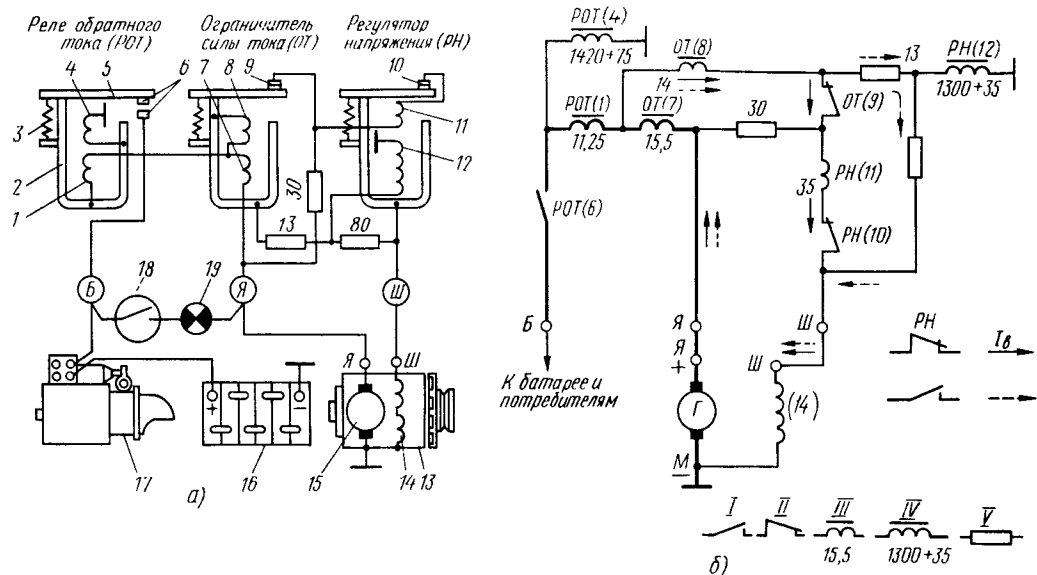 Реле обратного
тока (РОТ)
Ограничитель
силы тока (ОТ)
Регулятор
напряжения (РН)
4
5
6
7
8
9
10
3
2
1
11
12
30
13
80
Б
18
19
Я
Ш
Я
Ш
+
−
17
16
15
14
13
а)
РОТ(4)
1420+75
ОТ(8)
14
13
РН(12)
1300+35
РОТ(1)
11,25
ОТ(7)
15,5
30
ОТ(9)
35
РН(11)
РОТ(6)
РН(10)
Б
Я
Я
+
Ш
Ш
К батарее и
потребителям
Г
(14)
М
−
РН
Iв
I
II
III
IV
V
15,5
1300+35
б)